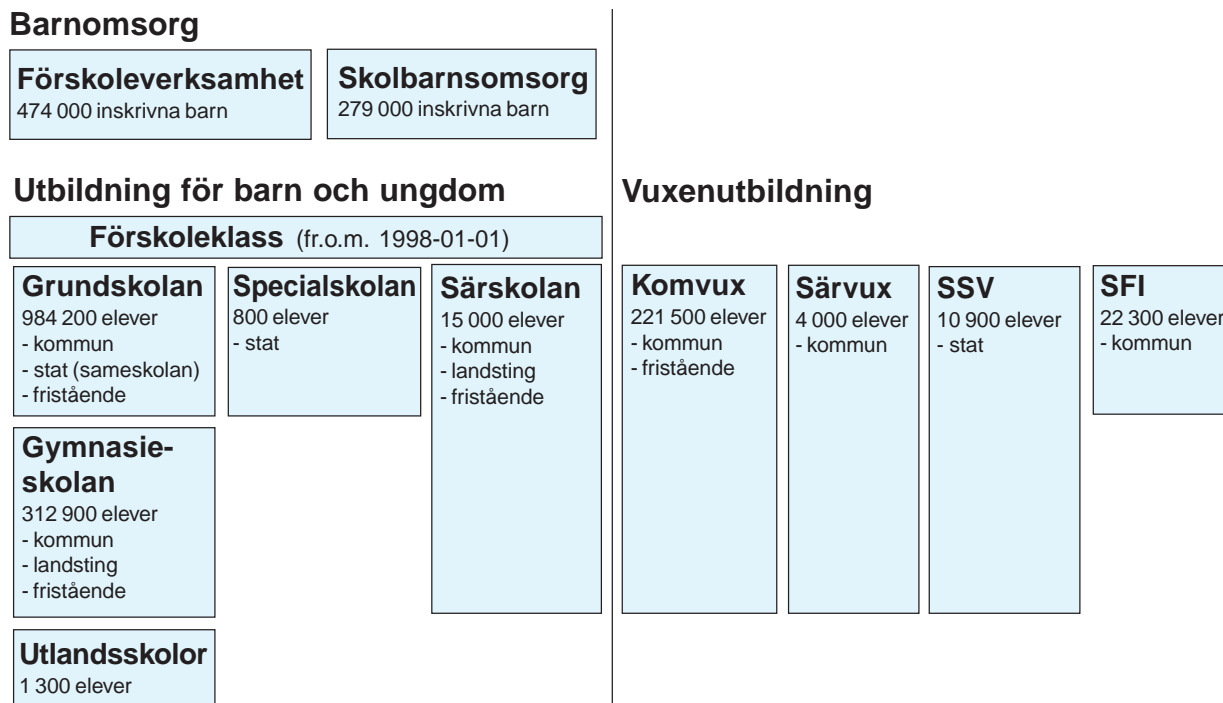 Barnomsorg
Förskoleverksamhet
474 000 inskrivna barn
Skolbarnsomsorg
279 000 inskrivna barn
Utbildning för barn och ungdom
Förskoleklass (fr.o.m. 1998-01-01)
Grundskolan
984 200 elever
- kommun
- stat (sameskolan)
- fristående
Specialskolan
800 elever
- stat
Särskolan
15 000 elever
- kommun
- landsting
- fristående
Gymnasie-
skolan
312 900 elever
- kommun
- landsting
- fristående
Utlandsskolor
1 300 elever
Vuxenutbildning
Komvux
221 500 elever
- kommun
- fristående
Särvux
4 000 elever
- kommun
SSV
10 900 elever
- stat
SFI
22 300 elever
- kommun